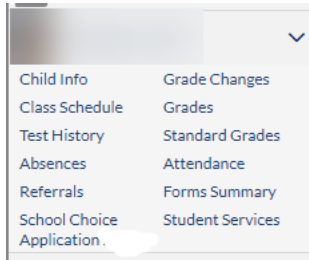 Child Info
Grade Changes
Class Schedule
Grades
Test History
Standard Grades
Absences
Attendance
Referrals
Forms Summary
School Choice
Application
Student Services